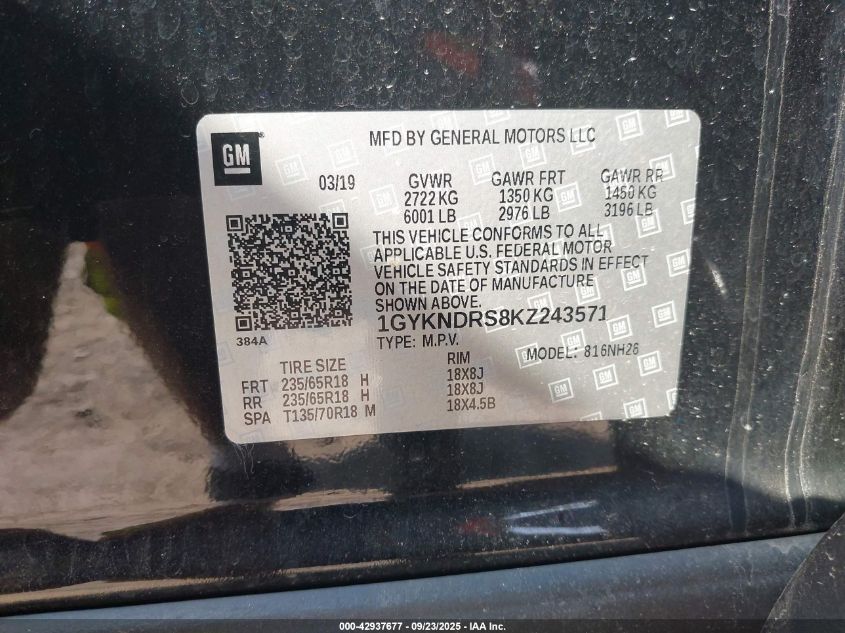 GM
MFD BY GENERAL MOTORS LLC
03/19 GVWR GAWR FRT GAWR RR
2722 KG 1350 KG 1450 KG
6001 LB 2976 LB 3196 LB
THIS VEHICLE CONFORMS TO ALL
APPLICABLE U.S. FEDERAL MOTOR
VEHICLE SAFETY STANDARDS IN EFFECT
ON THE DATE OF MANUFACTURE
SHOWN ABOVE.
1GYKNDRS8KZ243571
384A
TYPE: M.P.V. MODEL: 816NH26
TIRE SIZE RIM
FRT 235/65R18 H 18X8J
RR 235/65R18 H 18X8J
SPA T135/70R18 M 18X4.5B
000-42937677 - 09/23/2025 - IAA Inc.